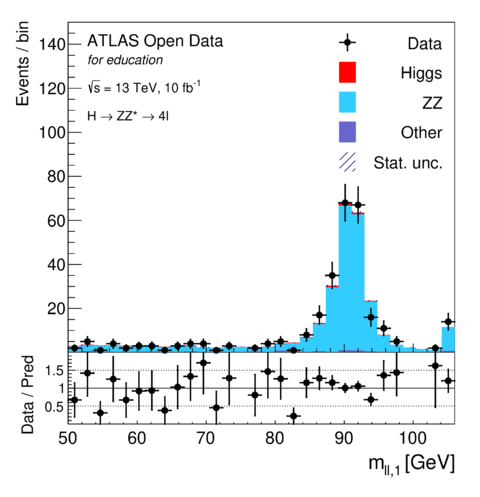 Events / bin
140
120
100
80
60
40
20
ATLAS Open Data
for education
√s = 13 TeV, 10 fb⁻¹
H → ZZ* → 4l
Data
Higgs
ZZ
Other
Stat. unc.
Data / Pred
1.5
1
0.5
50 60 70 80 90 100
m_ll,1 [GeV]